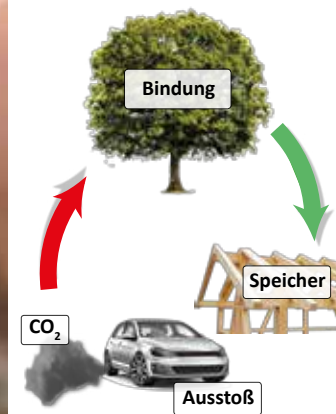 Bindung
Speicher
CO₂
Ausstoß